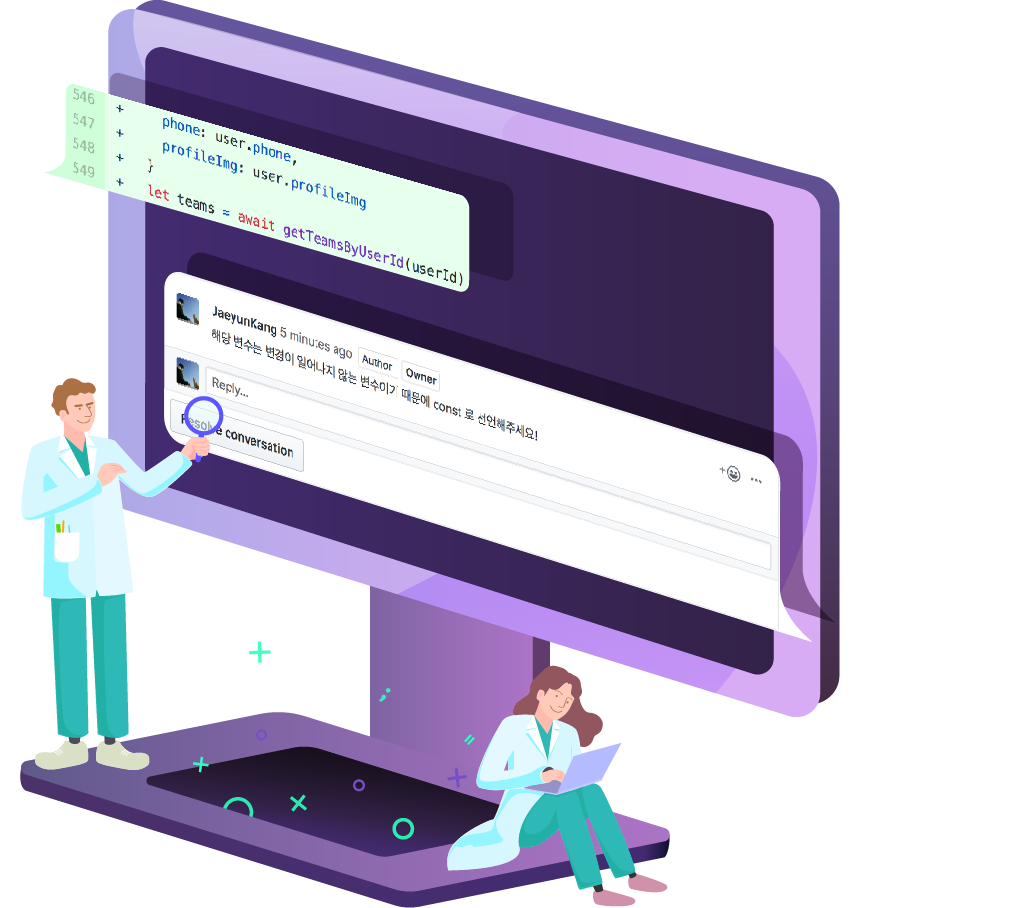 546 + phone: user.phone,
547 + profileImg: user.profileImg
548 + }
549 + let teams = await getTeamsByUserId(userId)
JaeyunKang 5 minutes ago Author Owner
해당 변수는 변경이 일어나지 않는 변수이기 때문에 const 로 선언해주세요!
Reply...
Resolve conversation